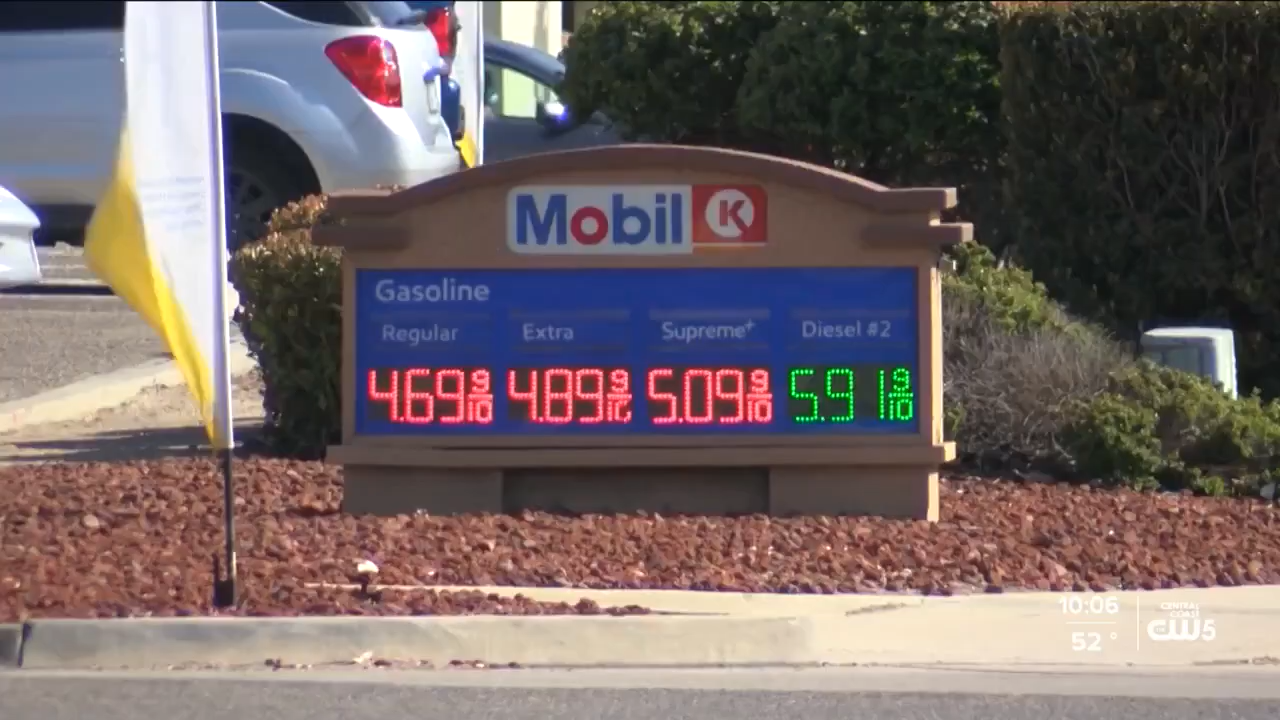 Mobil K
Gasoline
Regular Extra Supreme+ Diesel #2
4.69 9/10 4.89 9/10 5.09 9/10 5.91 9/10
10:06
52°
CENTRAL
COAST
CW5